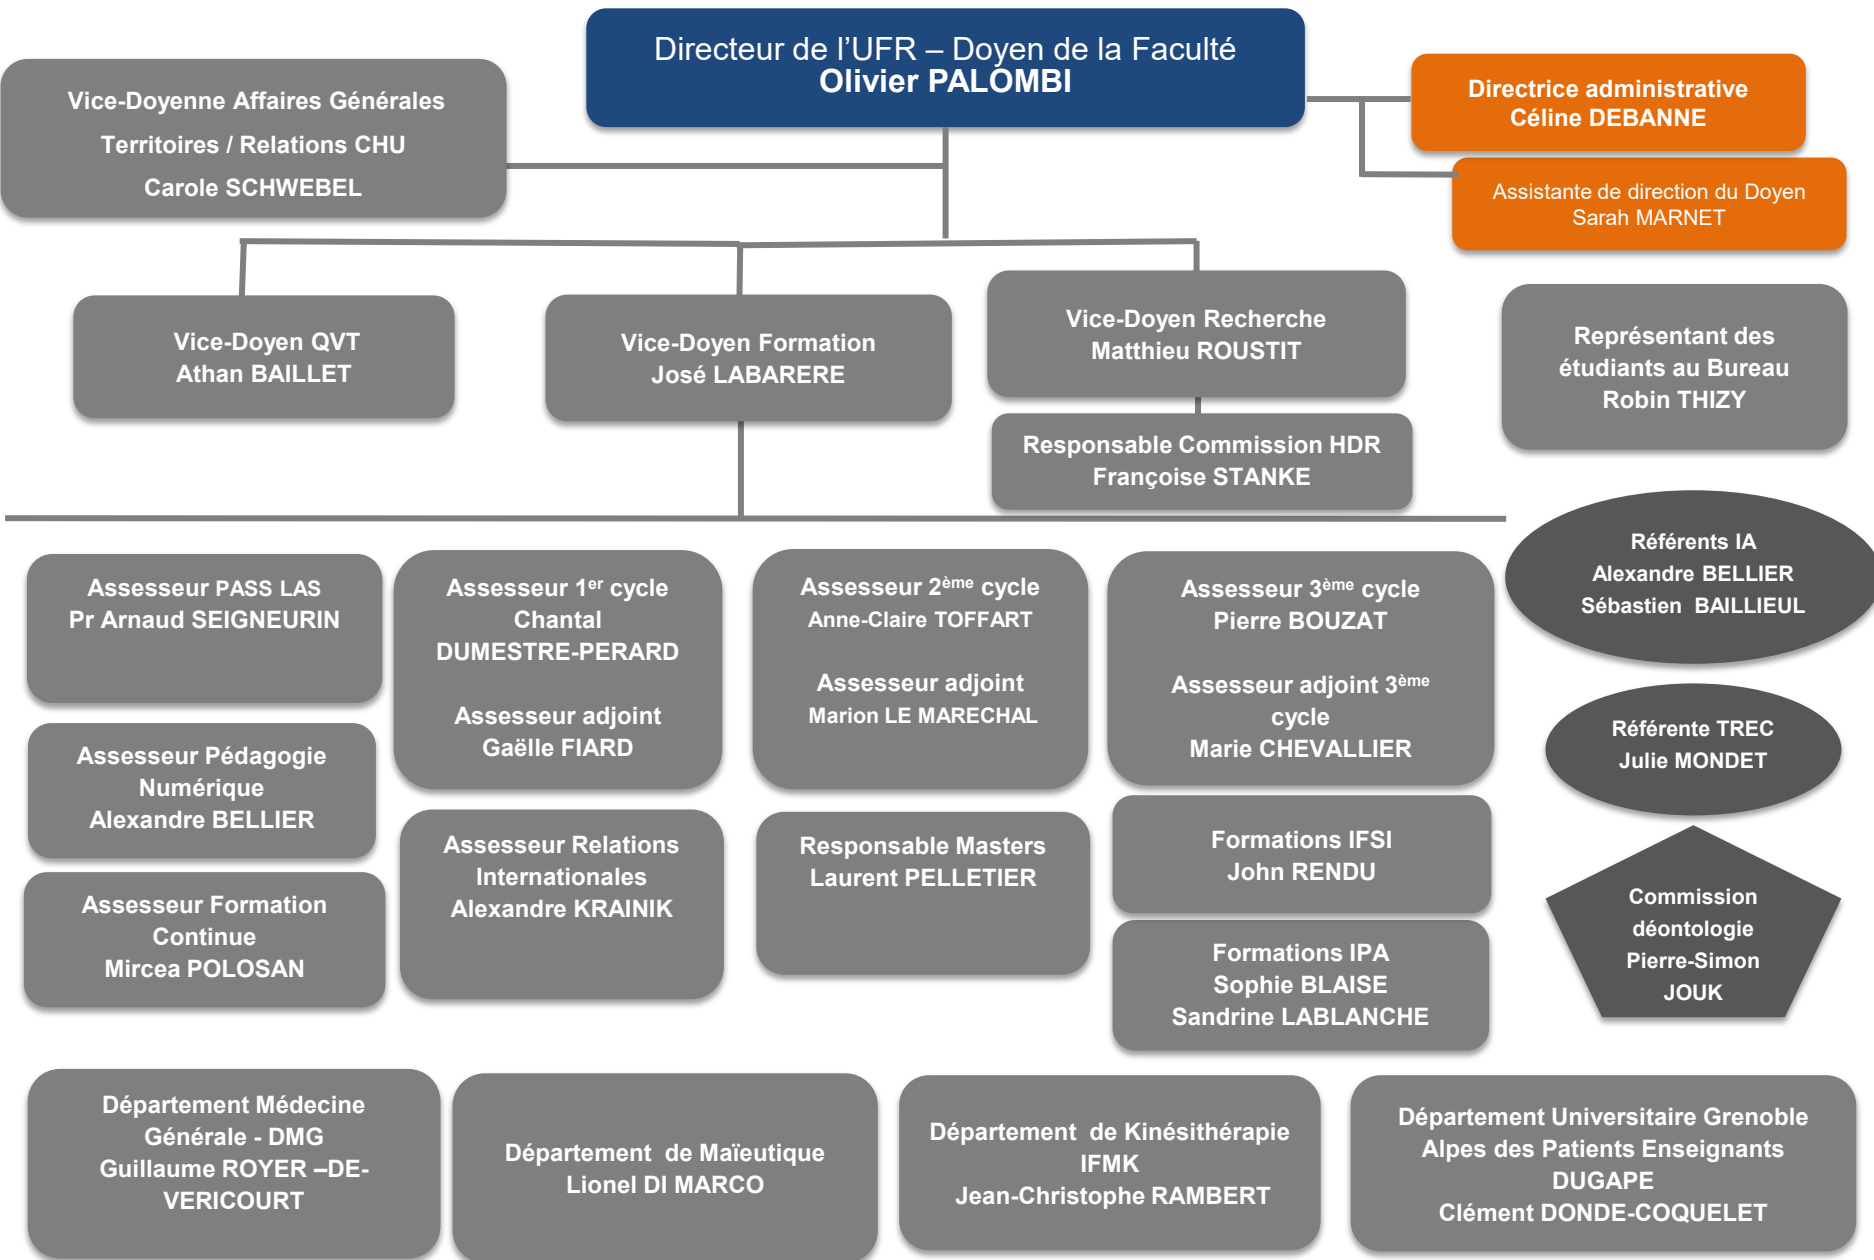 Directeur de l’UFR – Doyen de la Faculté
Olivier PALOMBI
Vice-Doyenne Affaires Générales
Territoires / Relations CHU
Carole SCHWEBEL
Directrice administrative
Céline DEBANNE
Assistante de direction du Doyen
Sarah MARNET
Vice-Doyen QVT
Athan BAILLET
Vice-Doyen Formation
José LABARERE
Vice-Doyen Recherche
Matthieu ROUSTIT
Responsable Commission HDR
Françoise STANKE
Représentant des
étudiants au Bureau
Robin THIZY
Référents IA
Alexandre BELLIER
Sébastien BAILLIEUL
Référente TREC
Julie MONDET
Commission
déontologie
Pierre-Simon
JOUK
Assesseur PASS LAS
Pr Arnaud SEIGNEURIN
Assesseur 1er cycle
Chantal
DUMESTRE-PERARD
Assesseur adjoint
Gaëlle FIARD
Assesseur 2ème cycle
Anne-Claire TOFFART
Assesseur adjoint
Marion LE MARECHAL
Assesseur 3ème cycle
Pierre BOUZAT
Assesseur adjoint 3ème
cycle
Marie CHEVALLIER
Assesseur Pédagogie
Numérique
Alexandre BELLIER
Assesseur Relations
Internationales
Alexandre KRAINIK
Responsable Masters
Laurent PELLETIER
Formations IFSI
John RENDU
Assesseur Formation
Continue
Mircea POLOSAN
Formations IPA
Sophie BLAISE
Sandrine LABLANCHE
Département Médecine
Générale - DMG
Guillaume ROYER –DE-
VERICOURT
Département de Maïeutique
Lionel DI MARCO
Département de Kinésithérapie
IFMK
Jean-Christophe RAMBERT
Département Universitaire Grenoble
Alpes des Patients Enseignants
DUGAPE
Clément DONDE-COQUELET